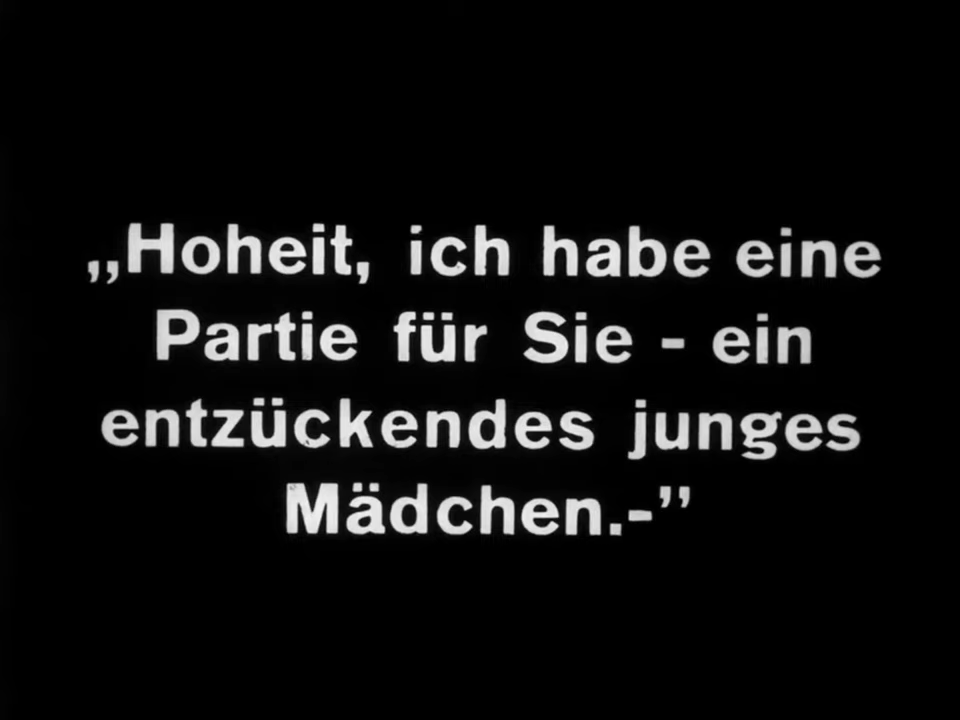 „Hoheit, ich habe eine
Partie für Sie - ein
entzückendes junges
Mädchen.-”